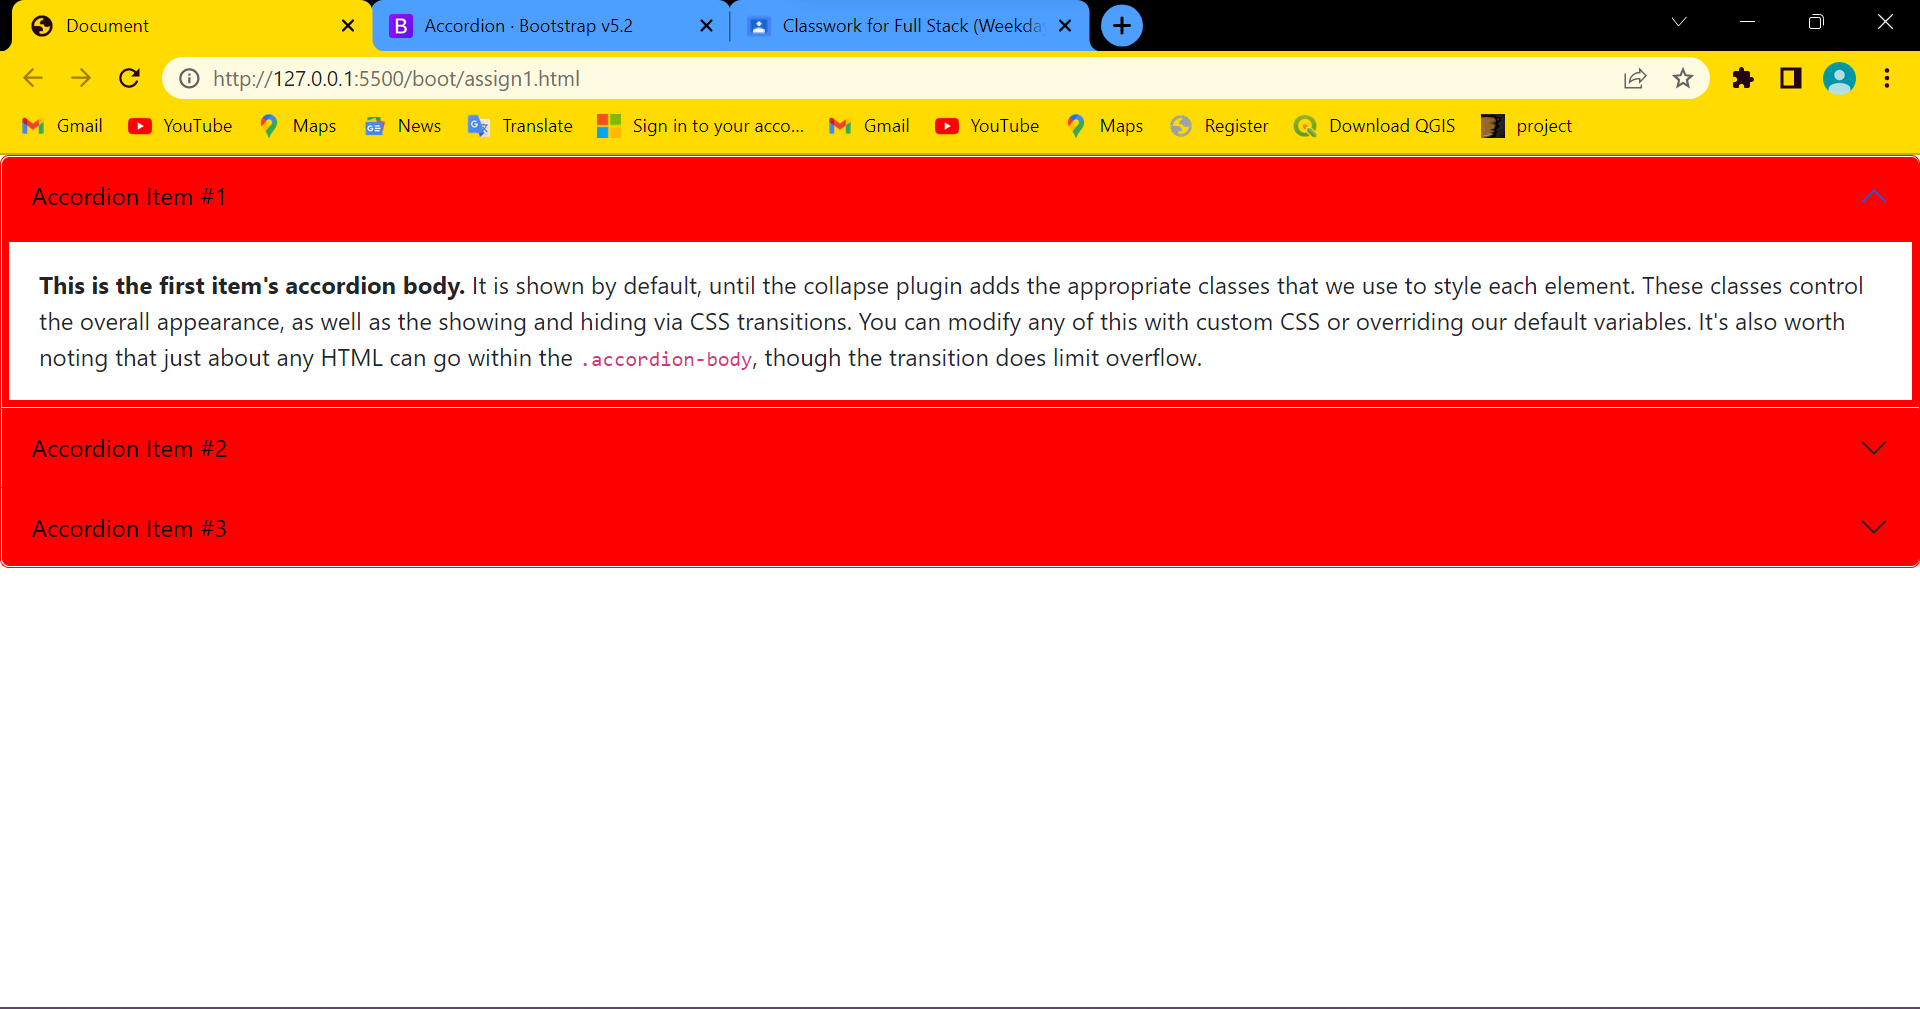 Document
Accordion · Bootstrap v5.2
Classwork for Full Stack (Weekda
http://127.0.0.1:5500/boot/assign1.html
Gmail YouTube Maps News Translate Sign in to your acco... Gmail YouTube Maps Register Download QGIS project
Accordion Item #1
This is the first item's accordion body. It is shown by default, until the collapse plugin adds the appropriate classes that we use to style each element. These classes control
the overall appearance, as well as the showing and hiding via CSS transitions. You can modify any of this with custom CSS or overriding our default variables. It's also worth
noting that just about any HTML can go within the .accordion-body, though the transition does limit overflow.
Accordion Item #2
Accordion Item #3